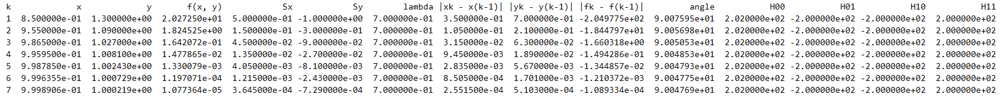 k x y f(x, y) Sx Sy lambda |xk - x(k-1)| |yk - y(k-1)| |fk - f(k-1)| angle H00 H01 H10 H11
1 8.500000e-01 1.300000e+00 2.027250e+01 5.000000e-01 -1.000000e+00 7.000000e-01 3.500000e-01 7.000000e-01 -2.049775e+02 9.007595e+01 2.020000e+02 -2.000000e+02 -2.000000e+02 2.000000e+02
2 9.550000e-01 1.090000e+00 1.824525e+00 1.500000e-01 -3.000000e-01 7.000000e-01 1.050000e-01 2.100000e-01 -1.844797e+01 9.005698e+01 2.020000e+02 -2.000000e+02 -2.000000e+02 2.000000e+02
3 9.865000e-01 1.027000e+00 1.642072e-01 4.500000e-02 -9.000000e-02 7.000000e-01 3.150000e-02 6.300000e-02 -1.660318e+00 9.005053e+01 2.020000e+02 -2.000000e+02 -2.000000e+02 2.000000e+02
4 9.959500e-01 1.008100e+00 1.477865e-02 1.350000e-02 -2.700000e-02 7.000000e-01 9.450000e-03 1.890000e-02 -1.494286e-01 9.004853e+01 2.020000e+02 -2.000000e+02 -2.000000e+02 2.000000e+02
5 9.987850e-01 1.002430e+00 1.330079e-03 4.050000e-03 -8.100000e-03 7.000000e-01 2.835000e-03 5.670000e-03 -1.344857e-02 9.004793e+01 2.020000e+02 -2.000000e+02 -2.000000e+02 2.000000e+02
6 9.996355e-01 1.000729e+00 1.197071e-04 1.215000e-03 -2.430000e-03 7.000000e-01 8.505000e-04 1.701000e-03 -1.210372e-03 9.004775e+01 2.020000e+02 -2.000000e+02 -2.000000e+02 2.000000e+02
7 9.998906e-01 1.000219e+00 1.077364e-05 3.645000e-04 -7.290000e-04 7.000000e-01 2.551500e-04 5.103000e-04 -1.089334e-04 9.004769e+01 2.020000e+02 -2.000000e+02 -2.000000e+02 2.000000e+02